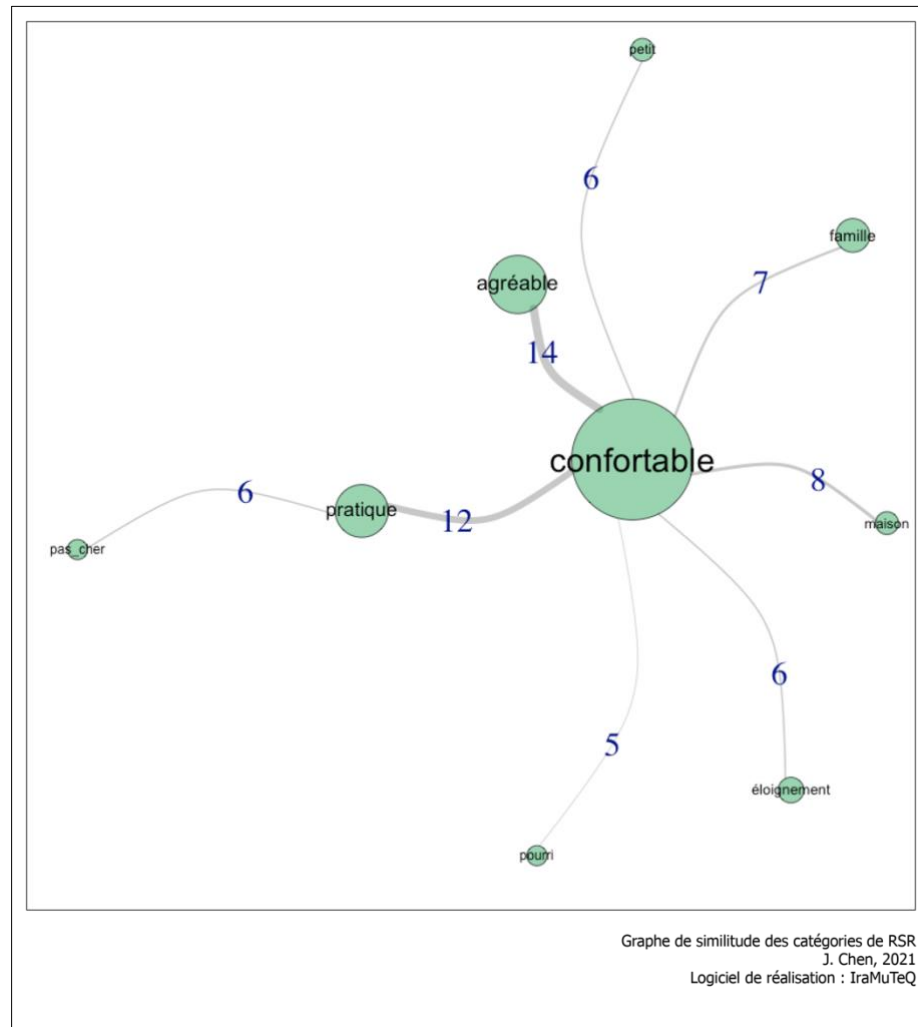 petit
6
famille
7
agréable
14
confortable
8
maison
6
pratique
12
pas_cher
6
éloignement
5
pourri
Graphe de similitude des catégories de RSR
J. Chen, 2021
Logiciel de réalisation : IraMuTeQ